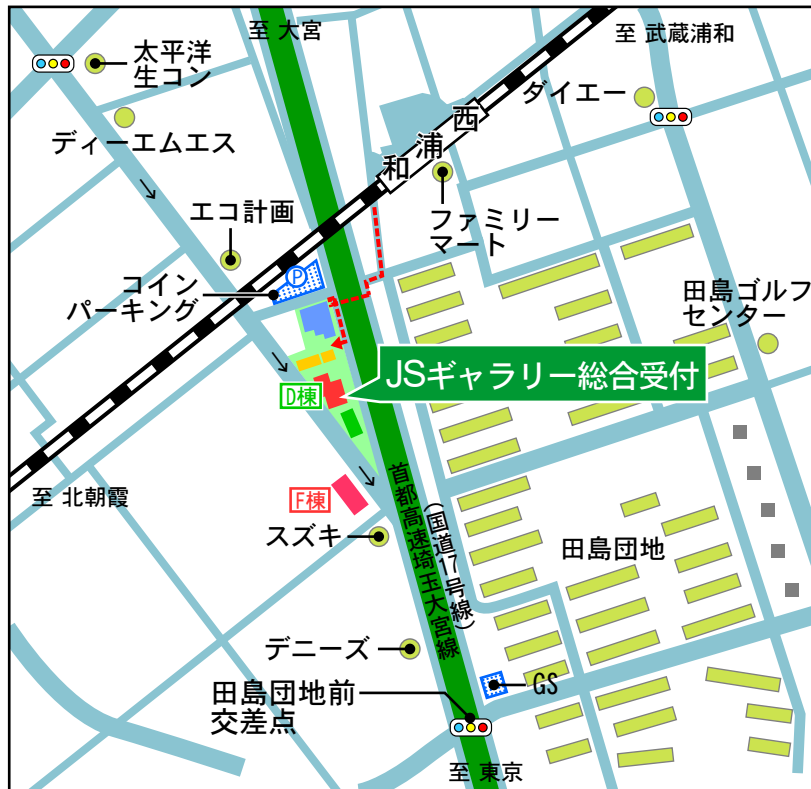 至 大宮
至 武蔵浦和
太平洋
生コン
ダイエー
ディーエムエス
西浦和
エコ計画
ファミリー
マート
P
コイン
パーキング
田島ゴルフ
センター
JSギャラリー総合受付
D棟
至 北朝霞
F棟
スズキ
首都高速埼玉大宮線
(国道17号線)
田島団地
デニーズ
GS
田島団地前
交差点
至 東京